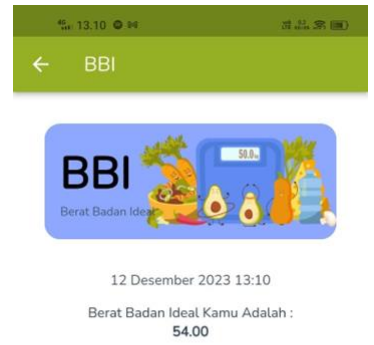 13.10
BBI
BBI
50.0
Berat Badan Ideal
12 Desember 2023 13:10
Berat Badan Ideal Kamu Adalah :
54.00